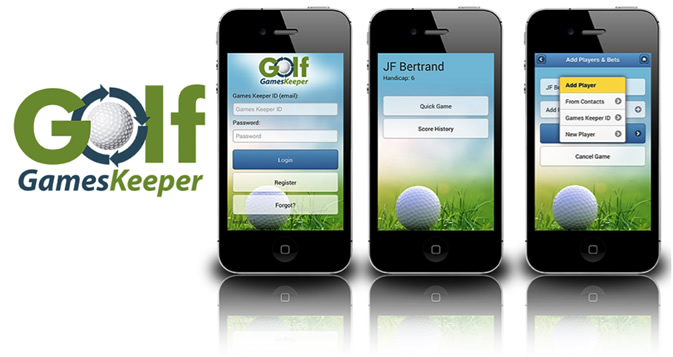 Golf
GamesKeeper
Golf
GamesKeeper
Games Keeper ID (email):
Games Keeper ID
Password:
Password
Login
Register
Forgot?
JF Bertrand
Handicap: 6
Quick Game
Score History
Add Players & Bets
JF Be
Add Player
From Contacts
Games Keeper ID
New Player
Cancel Game